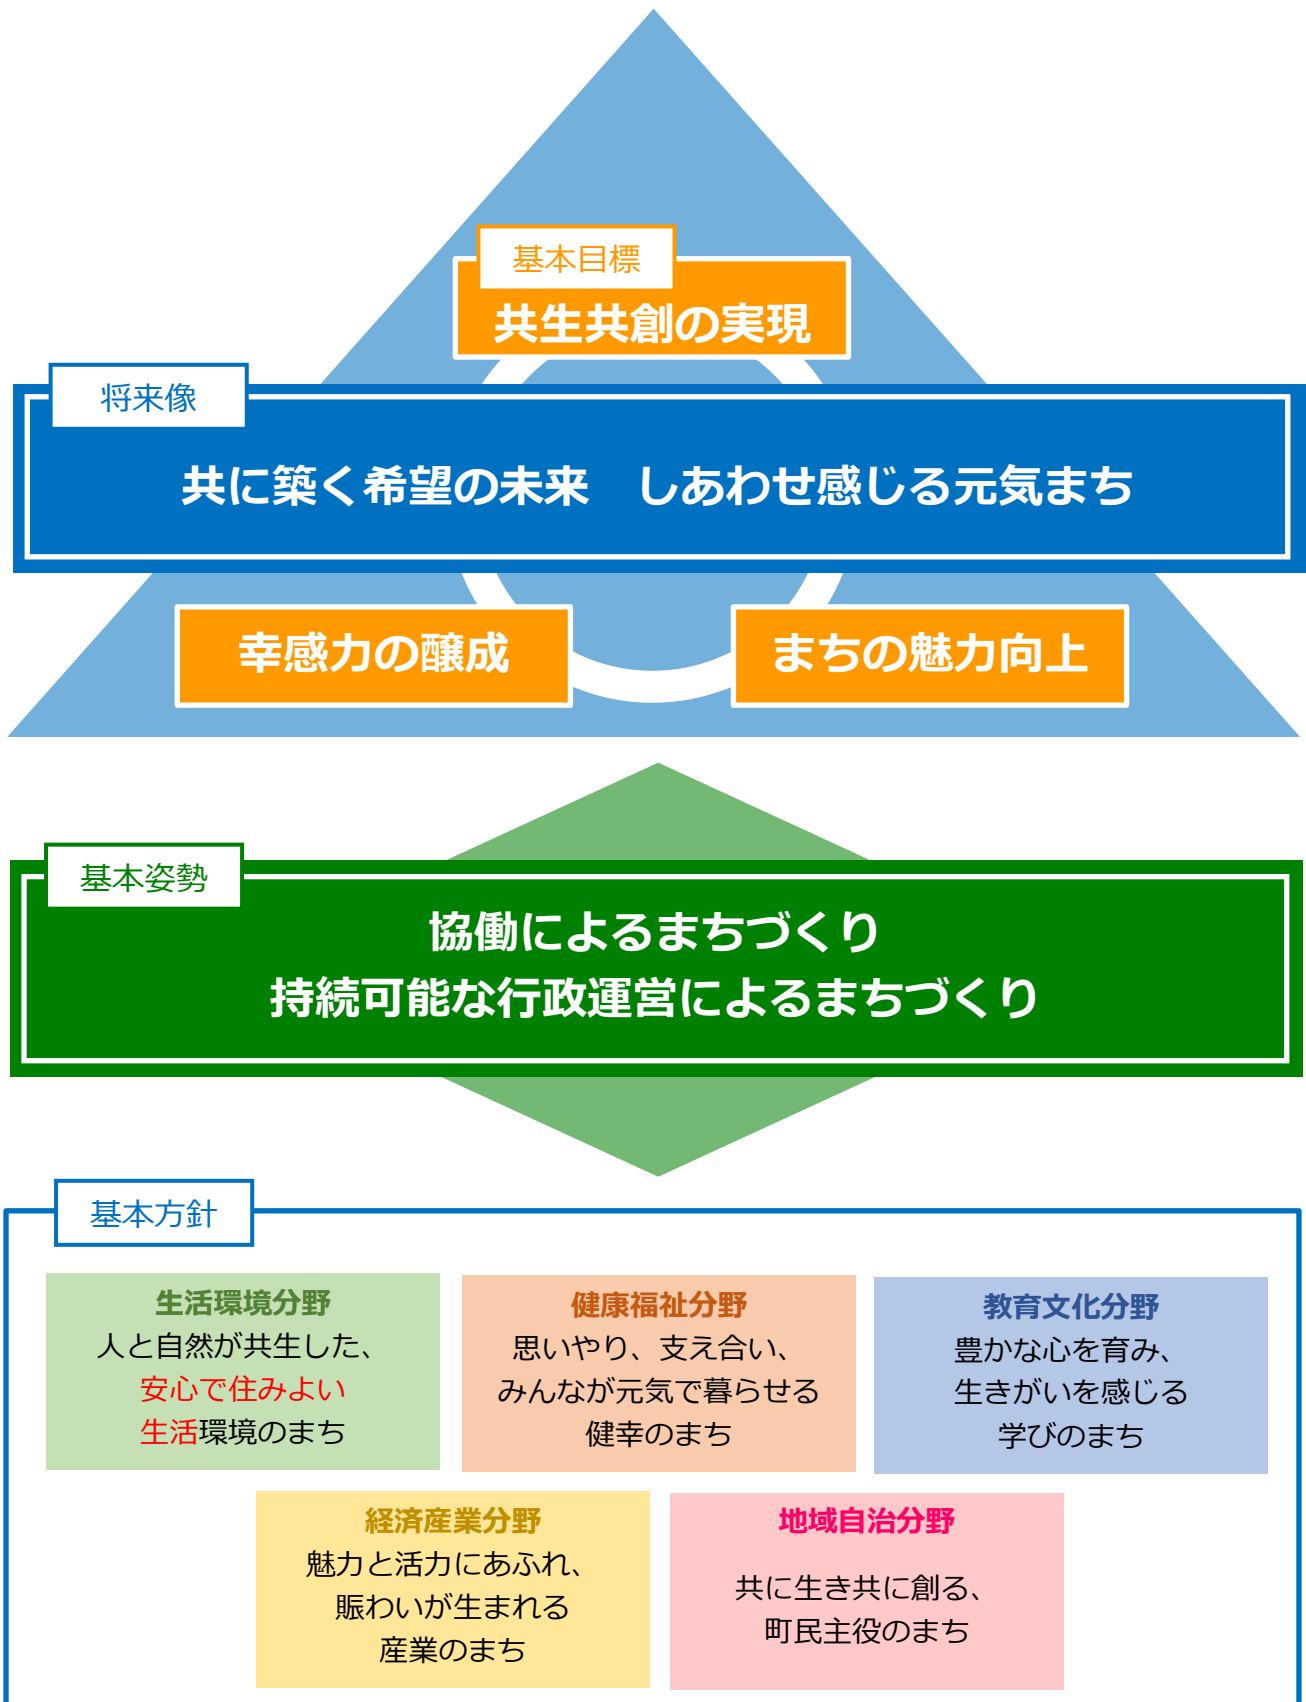 基本目標
共生共創の実現
将来像
共に築く希望の未来　しあわせ感じる元気まち
幸感力の醸成
まちの魅力向上
基本姿勢
協働によるまちづくり
持続可能な行政運営によるまちづくり
基本方針
生活環境分野
人と自然が共生した、
安心で住みよい
生活環境のまち
健康福祉分野
思いやり、支え合い、
みんなが元気で暮らせる
健幸のまち
教育文化分野
豊かな心を育み、
生きがいを感じる
学びのまち
経済産業分野
魅力と活力にあふれ、
賑わいが生まれる
産業のまち
地域自治分野
共に生き共に創る、
町民主役のまち